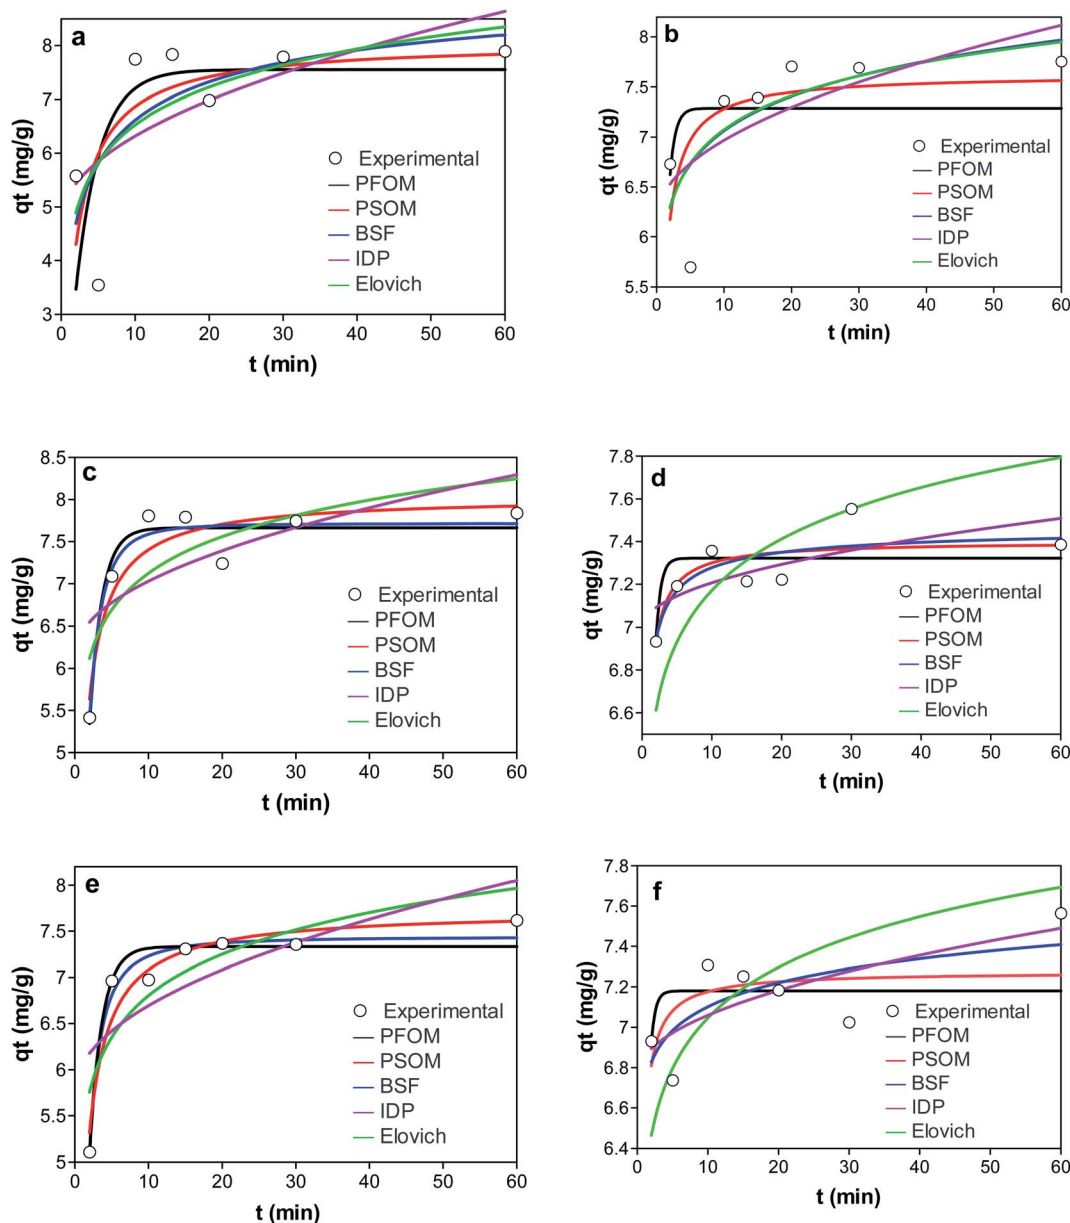 a
8
7
6
5
4
3
qt (mg/g)
Experimental
PFOM
PSOM
BSF
IDP
Elovich
0 10 20 30 40 50 60
t (min)
b
8
7.5
7
6.5
6
5.5
qt (mg/g)
Experimental
PFOM
PSOM
BSF
IDP
Elovich
0 10 20 30 40 50 60
t (min)
c
8.5
8
7.5
7
6.5
6
5.5
5
qt (mg/g)
Experimental
PFOM
PSOM
BSF
IDP
Elovich
0 10 20 30 40 50 60
t (min)
d
7.8
7.6
7.4
7.2
7
6.8
6.6
qt (mg/g)
Experimental
PFOM
PSOM
BSF
IDP
Elovich
0 10 20 30 40 50 60
t (min)
e
8
7.5
7
6.5
6
5.5
5
qt (mg/g)
Experimental
PFOM
PSOM
BSF
IDP
Elovich
0 10 20 30 40 50 60
t (min)
f
7.8
7.6
7.4
7.2
7
6.8
6.6
6.4
qt (mg/g)
Experimental
PFOM
PSOM
BSF
IDP
Elovich
0 10 20 30 40 50 60
t (min)